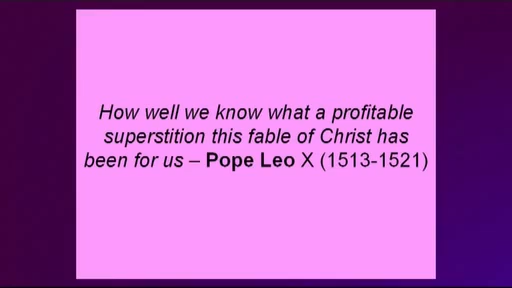 How well we know what a profitable
superstition this fable of Christ has
been for us – Pope Leo X (1513-1521)